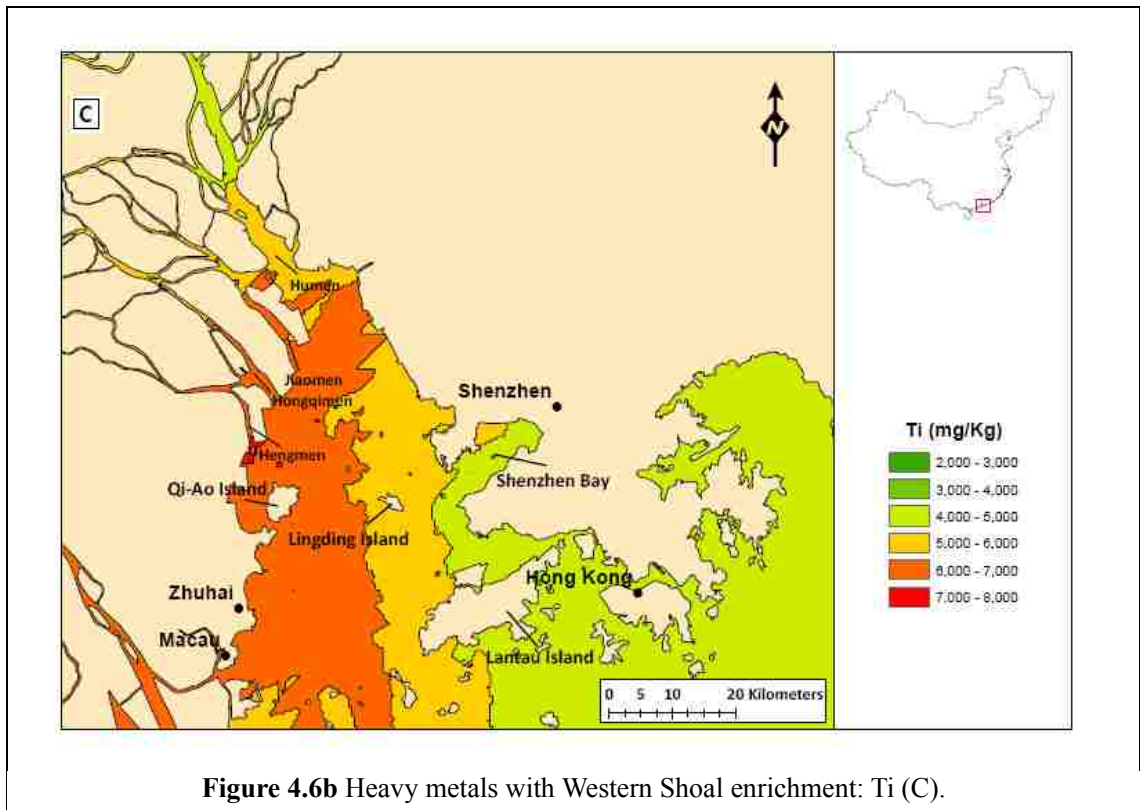 C
N
Humen
Jiaomen
Hongqimen
Shenzhen
Hengmen
Shenzhen Bay
Qi-Ao Island
Lingding Island
Hong Kong
Zhuhai
Macau
Lantau Island
0 5 10 20 Kilometers
Ti (mg/Kg)
2,000 - 3,000
3,000 - 4,000
4,000 - 5,000
5,000 - 6,000
6,000 - 7,000
7,000 - 8,000
Figure 4.6b Heavy metals with Western Shoal enrichment: Ti (C).